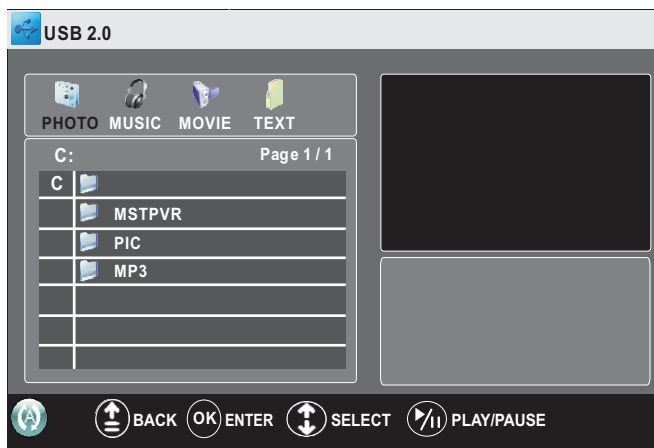 USB 2.0
PHOTO MUSIC MOVIE TEXT
C: Page 1 / 1
C
MSTPVR
PIC
MP3
A BACK OK ENTER SELECT PLAY/PAUSE